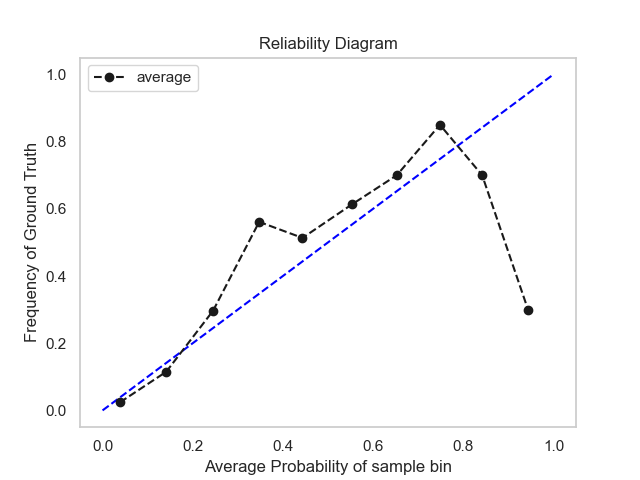 Reliability Diagram
average
1.0
0.8
0.6
0.4
0.2
0.0
Frequency of Ground Truth
0.0 0.2 0.4 0.6 0.8 1.0
Average Probability of sample bin